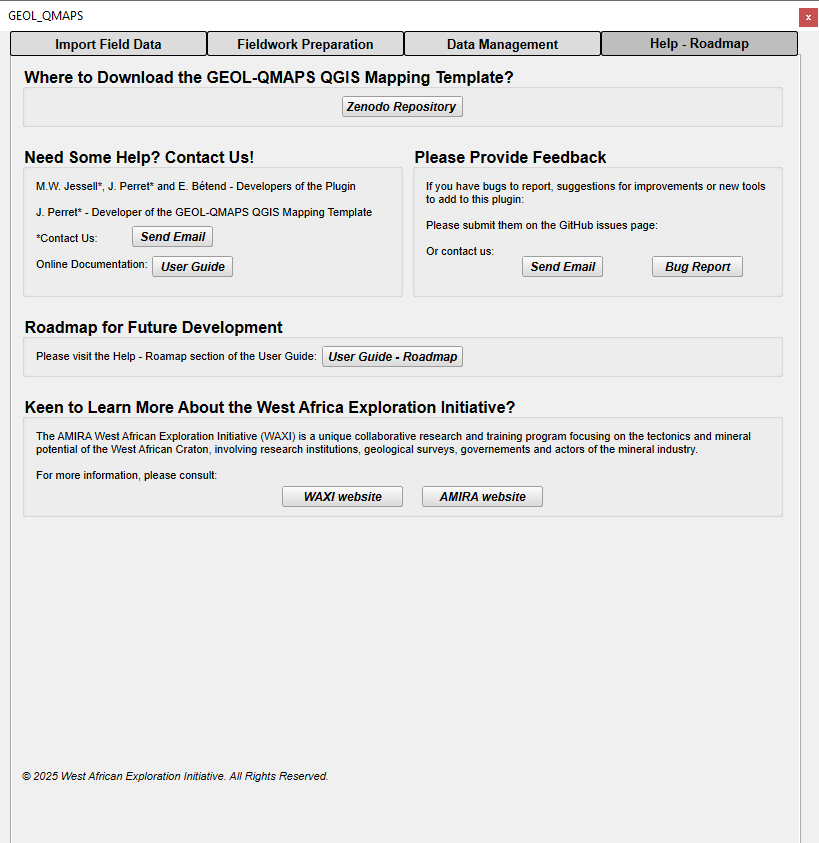 GEOL_QMAPS
x
Import Field Data
Fieldwork Preparation
Data Management
Help - Roadmap
Where to Download the GEOL-QMAPS QGIS Mapping Template?
Zenodo Repository
Need Some Help? Contact Us!
M.W. Jessell*, J. Perret* and E. Bétend - Developers of the Plugin
J. Perret* - Developer of the GEOL-QMAPS QGIS Mapping Template
*Contact Us:
Send Email
Online Documentation:
User Guide
Please Provide Feedback
If you have bugs to report, suggestions for improvements or new tools
to add to this plugin:
Please submit them on the GitHub issues page:
Or contact us:
Send Email
Bug Report
Roadmap for Future Development
Please visit the Help - Roamap section of the User Guide:
User Guide - Roadmap
Keen to Learn More About the West Africa Exploration Initiative?
The AMIRA West African Exploration Initiative (WAXI) is a unique collaborative research and training program focusing on the tectonics and mineral
potential of the West African Craton, involving research institutions, geological surveys, governements and actors of the mineral industry.
For more information, please consult:
WAXI website
AMIRA website
© 2025 West African Exploration Initiative. All Rights Reserved.